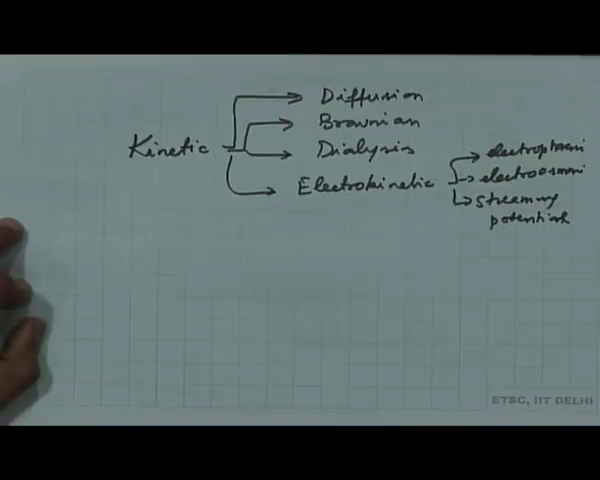 Diffusion
Brownian
Kinetic
Dialysis
Electrokinetic
electrophoresis
electroosmosis
streaming
potential
ETSC, IIT DELHI